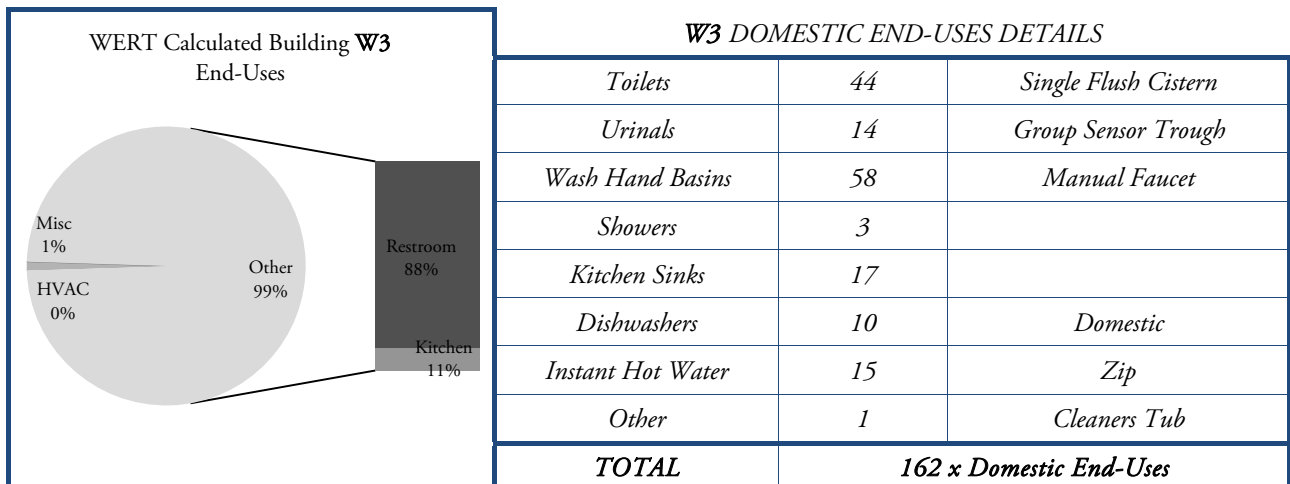 WERT Calculated Building W3
End-Uses
Misc
1%
HVAC
0%
Other
99%
Restroom
88%
Kitchen
11%
W3 DOMESTIC END-USES DETAILS
Toilets 44 Single Flush Cistern
Urinals 14 Group Sensor Trough
Wash Hand Basins 58 Manual Faucet
Showers 3
Kitchen Sinks 17
Dishwashers 10 Domestic
Instant Hot Water 15 Zip
Other 1 Cleaners Tub
TOTAL 162 x Domestic End-Uses